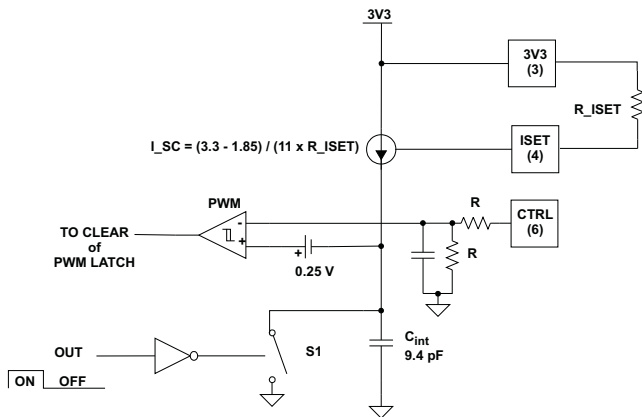 3V3
3V3
(3)
R_ISET
I_SC = (3.3 - 1.85) / (11 x R_ISET)
ISET
(4)
PWM
R
CTRL
(6)
-
+
TO CLEAR
of
PWM LATCH
+
0.25 V
R
OUT
S1
Cint
9.4 pF
ON OFF